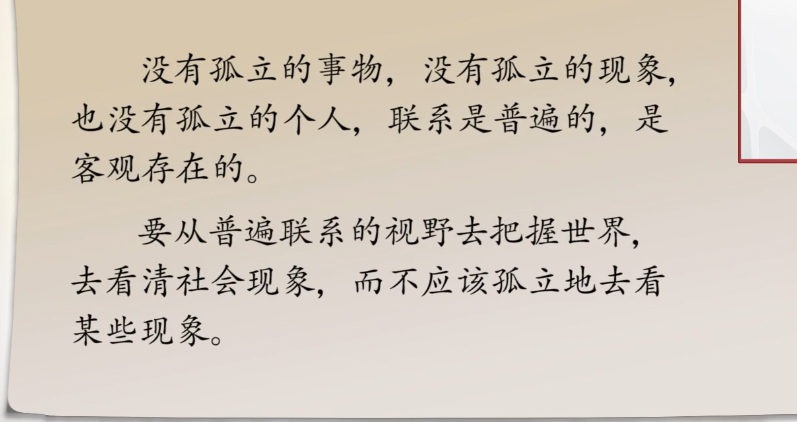 没有孤立的事物，没有孤立的现象，
也没有孤立的个人，联系是普遍的，是
客观存在的。
要从普遍联系的视野去把握世界，
去看清社会现象，而不应该孤立地去看
某些现象。